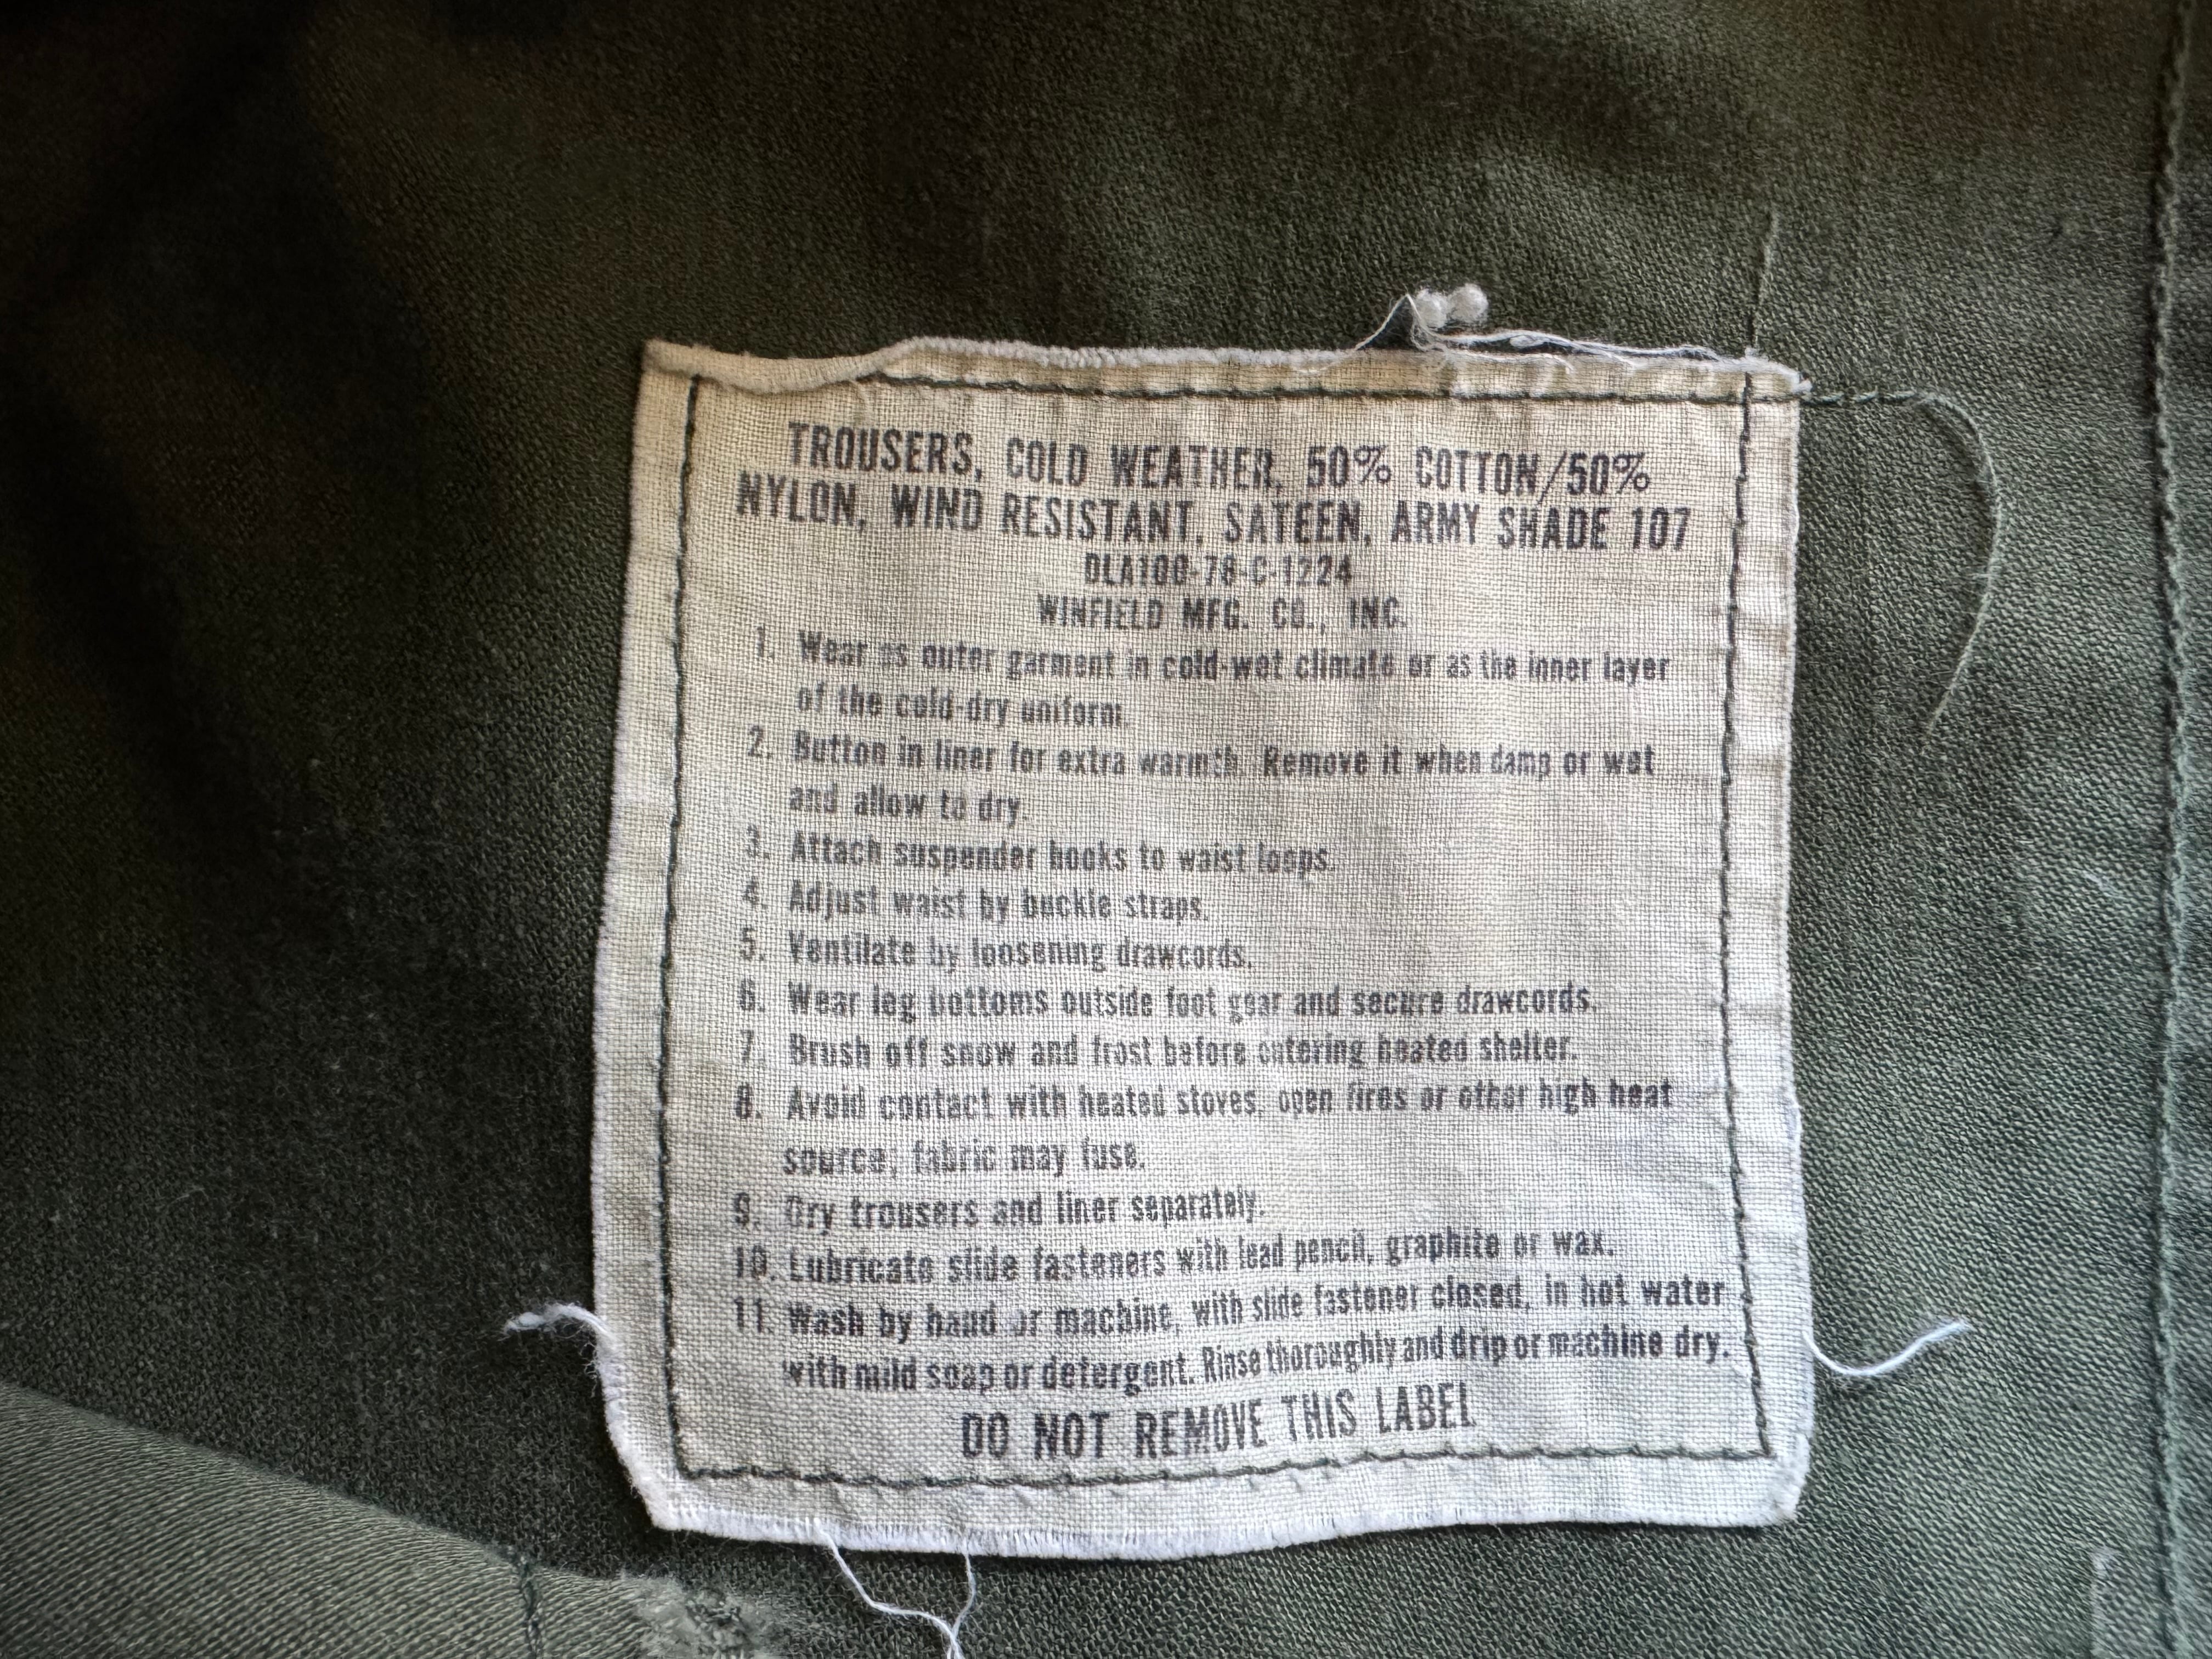 TROUSERS, COLD WEATHER, 50% COTTON/50%
NYLON, WIND RESISTANT, SATEEN, ARMY SHADE 107
DLA100-78-C-1224
WINFIELD MFG. CO., INC.
1. Wear as outer garment in cold-wet climate or as the inner layer
of the cold-dry uniform.
2. Button in liner for extra warmth. Remove it when damp or wet
and allow to dry.
3. Attach suspender hooks to waist loops.
4. Adjust waist by buckle straps.
5. Ventilate by loosening drawcords.
6. Wear leg bottoms outside foot gear and secure drawcords.
7. Brush off snow and frost before entering heated shelter.
8. Avoid contact with heated stoves, open fires or other high heat
source; fabric may fuse.
9. Dry trousers and liner separately.
10. Lubricate slide fasteners with lead pencil, graphite or wax.
11. Wash by hand or machine, with slide fastener closed, in hot water
with mild soap or detergent. Rinse thoroughly and drip or machine dry.
DO NOT REMOVE THIS LABEL